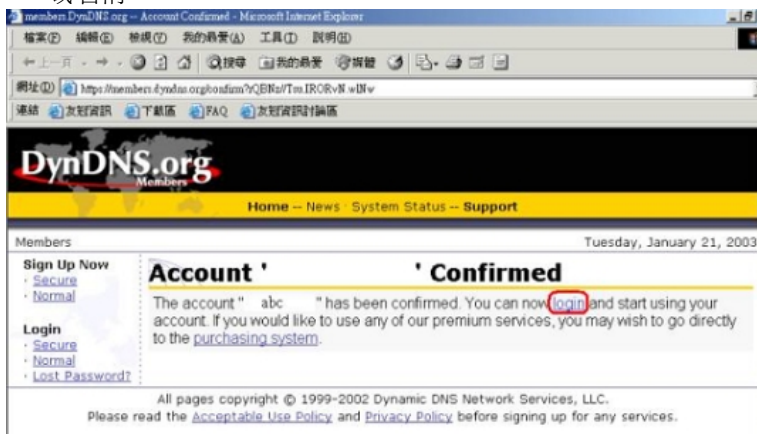 members.DynDNS.org -- Account Confirmed - Microsoft Internet Explorer
檔案(F) 編輯(E) 檢視(V) 我的最愛(A) 工具(T) 說明(H)
上一頁 搜尋 我的最愛 媒體
網址(D)
連結 友旺資訊 下載區 FAQ 友旺資訊討論區
DynDNS.org
Members
Home -- News · System Status -- Support
Members Tuesday, January 21, 2003
Sign Up Now
· Secure
· Normal
Login
· Secure
· Normal
· Lost Password?
Account ' ' Confirmed
The account " abc " has been confirmed. You can now login and start using your
account. If you would like to use any of our premium services, you may wish to go directly
to the purchasing system.
All pages copyright © 1999-2002 Dynamic DNS Network Services, LLC.
Please read the Acceptable Use Policy and Privacy Policy before signing up for any services.